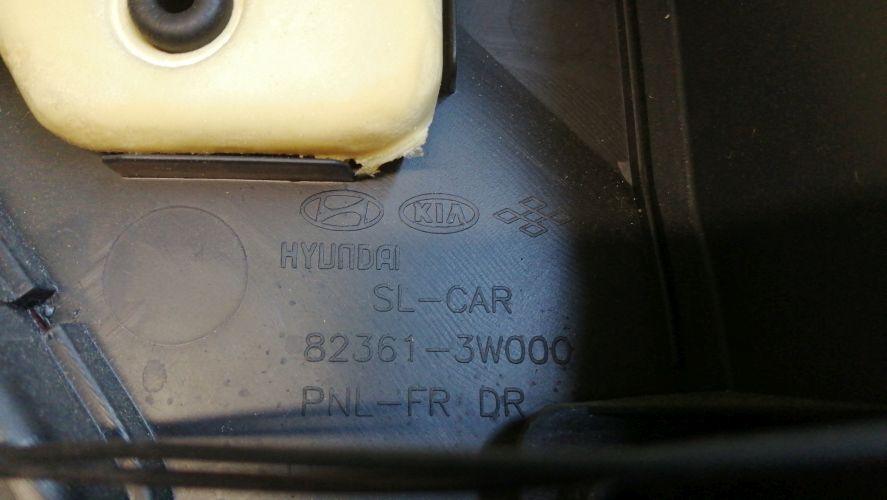 KIA
HYUNDAI
SL-CAR
82361-3W000
PNL-FR DR